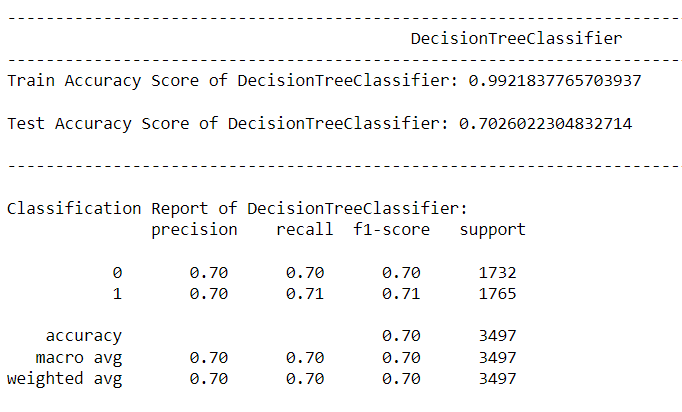 ----------------------------------------------------------------------
DecisionTreeClassifier
----------------------------------------------------------------------
Train Accuracy Score of DecisionTreeClassifier: 0.9921837765703937
Test Accuracy Score of DecisionTreeClassifier: 0.7026022304832714
----------------------------------------------------------------------
Classification Report of DecisionTreeClassifier:
precision recall f1-score support
0 0.70 0.70 0.70 1732
1 0.70 0.71 0.71 1765
accuracy 0.70 3497
macro avg 0.70 0.70 0.70 3497
weighted avg 0.70 0.70 0.70 3497